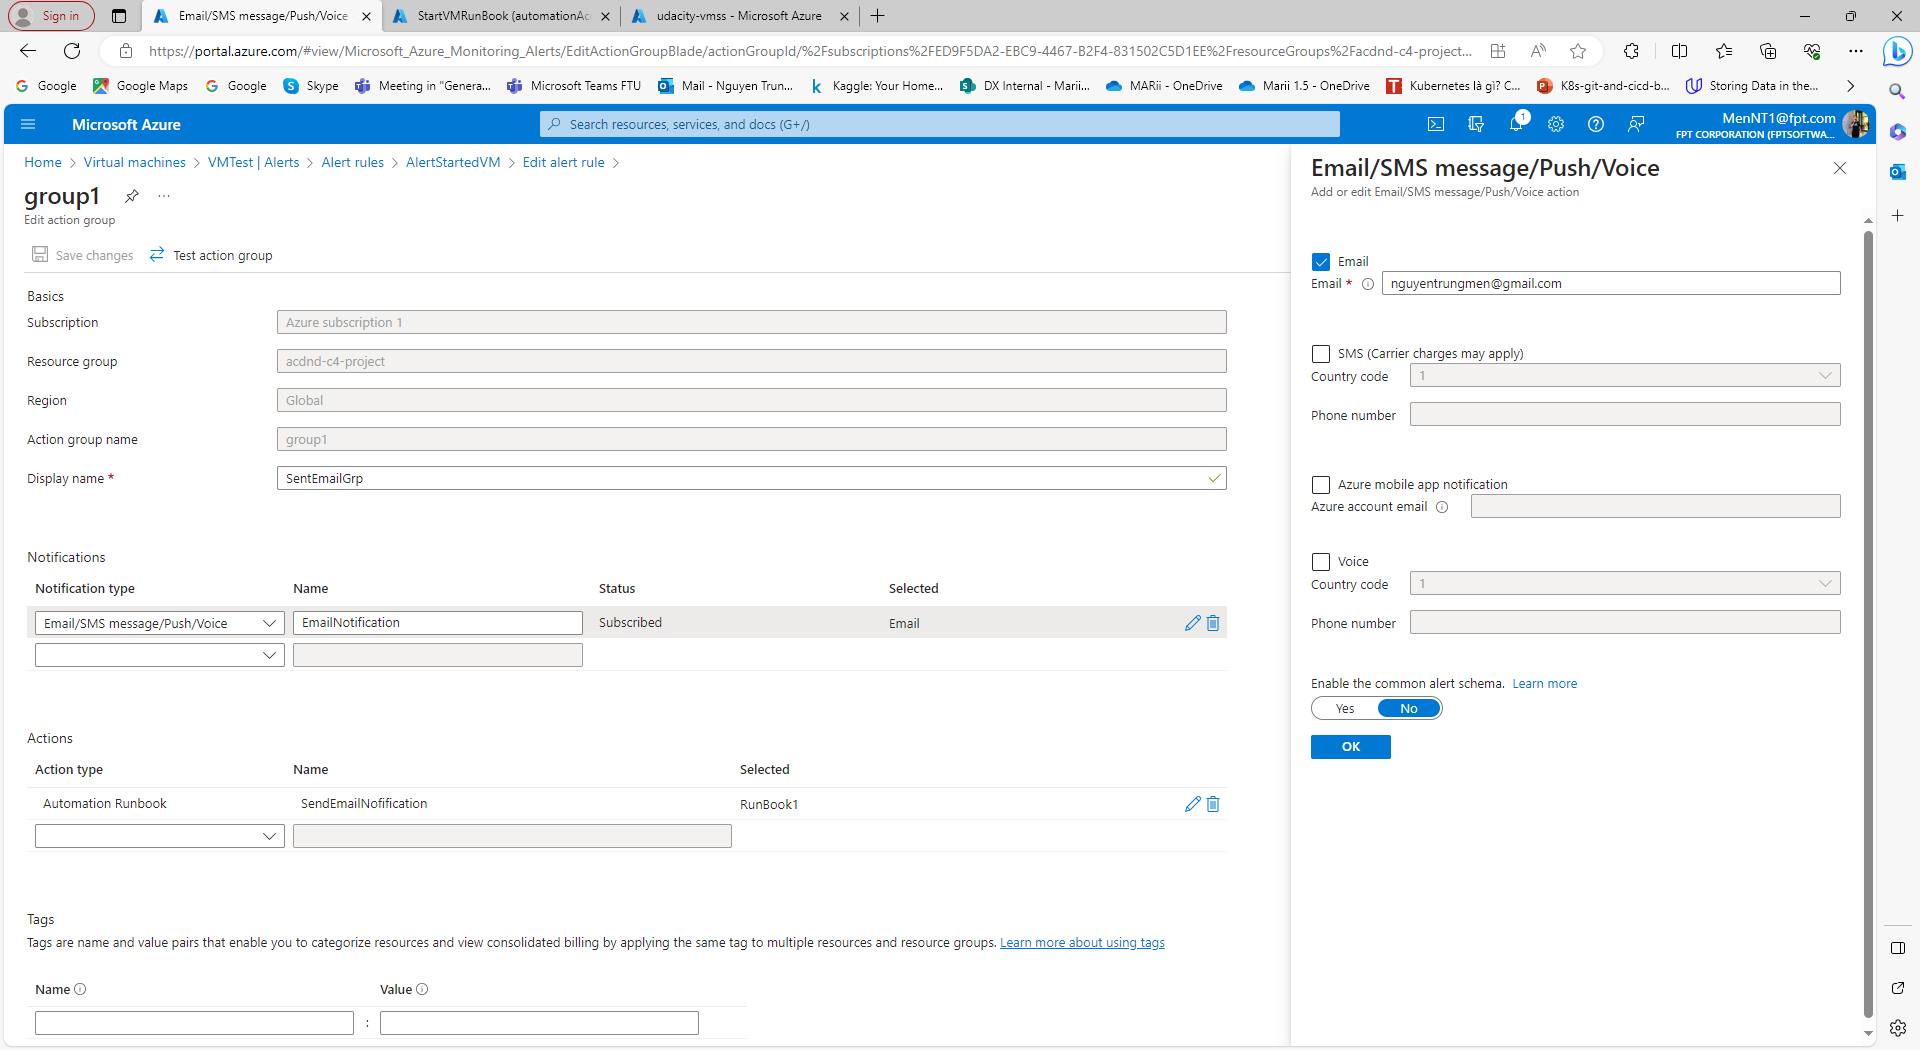 Sign in
Email/SMS message/Push/Voice
StartVMRunBook (automationAc
udacity-vmss - Microsoft Azure
https://portal.azure.com/#view/Microsoft_Azure_Monitoring_Alerts/EditActionGroupBlade/actionGroupId/%2Fsubscriptions%2FED9F5DA2-EBC9-4467-B2F4-831502C5D1EE%2FresourceGroups%2Facdnd-c4-project...
Google
Google Maps
Google
Skype
Meeting in "Genera...
Microsoft Teams FTU
Mail - Nguyen Trun...
Kaggle: Your Home...
DX Internal - Marii...
MARii - OneDrive
Marii 1.5 - OneDrive
Kubernetes là gì? C...
K8s-git-and-cicd-b...
Storing Data in the...
Microsoft Azure
Search resources, services, and docs (G+/)
1
MenNT1@fpt.com
FPT CORPORATION (FPTSOFTWA...
Home > Virtual machines > VMTest | Alerts > Alert rules > AlertStartedVM > Edit alert rule >
group1
...
Edit action group
Save changes
Test action group
Basics
Subscription
Azure subscription 1
Resource group
acdnd-c4-project
Region
Global
Action group name
group1
Display name *
SentEmailGrp
Notifications
Notification type Name Status Selected
Email/SMS message/Push/Voice EmailNotification Subscribed Email
Actions
Action type Name Selected
Automation Runbook SendEmailNofification RunBook1
Tags
Tags are name and value pairs that enable you to categorize resources and view consolidated billing by applying the same tag to multiple resources and resource groups. Learn more about using tags
Name Value
:
Email/SMS message/Push/Voice
Add or edit Email/SMS message/Push/Voice action
Email
Email * nguyentrungmen@gmail.com
SMS (Carrier charges may apply)
Country code 1
Phone number
Azure mobile app notification
Azure account email
Voice
Country code 1
Phone number
Enable the common alert schema. Learn more
Yes No
OK